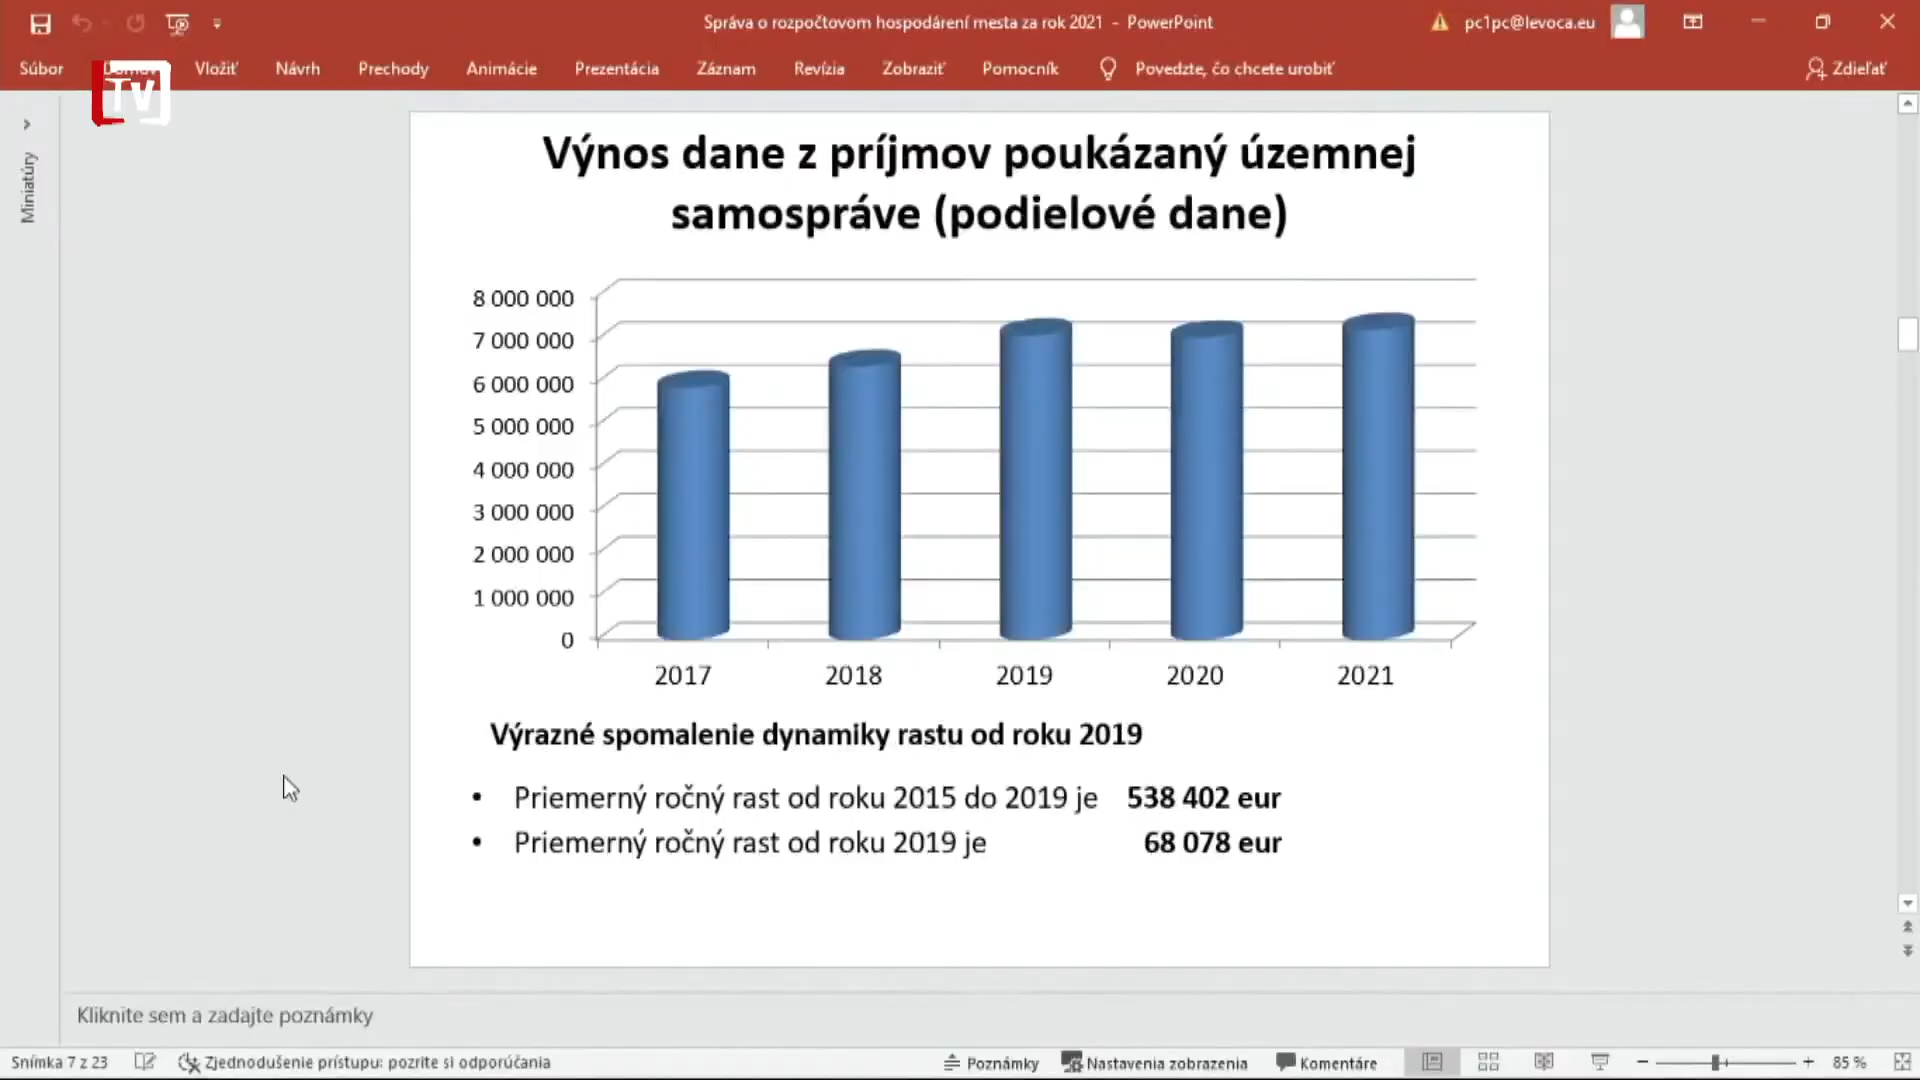 Správa o rozpočtovom hospodárení mesta za rok 2021 - PowerPoint
pc1pc@levoca.eu
Súbor Vložiť Návrh Prechody Animácie Prezentácia Záznam Revízia Zobraziť Pomocník Povedzte, čo chcete urobiť Zdieľať
TV
Miniatúry
Výnos dane z príjmov poukázaný územnej
samospráve (podielové dane)
8 000 000
7 000 000
6 000 000
5 000 000
4 000 000
3 000 000
2 000 000
1 000 000
0
2017 2018 2019 2020 2021
Výrazné spomalenie dynamiky rastu od roku 2019
• Priemerný ročný rast od roku 2015 do 2019 je 538 402 eur
• Priemerný ročný rast od roku 2019 je 68 078 eur
Kliknite sem a zadajte poznámky
Snímka 7 z 23 Zjednodušenie prístupu: pozrite si odporúčania Poznámky Nastavenia zobrazenia Komentáre 85 %